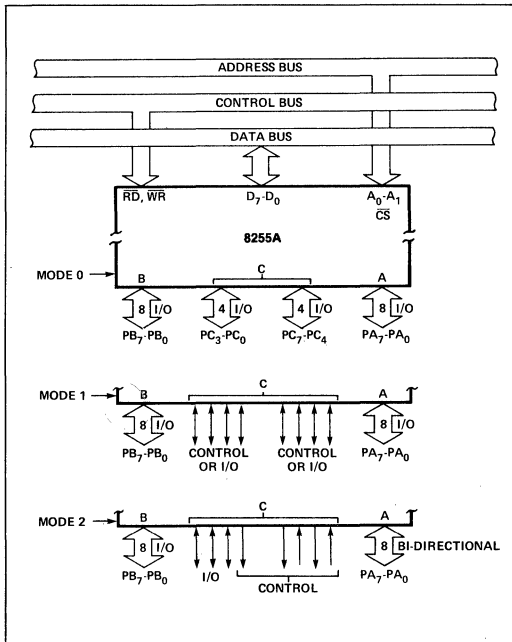 ADDRESS BUS
CONTROL BUS
DATA BUS
RD, WR D7-D0 A0-A1
CS
8255A
MODE 0 B C A
8 I/O 4 I/O 4 I/O 8 I/O
PB7-PB0 PC3-PC0 PC7-PC4 PA7-PA0
MODE 1 B C A
8 I/O 8 I/O
PB7-PB0 CONTROL OR I/O CONTROL OR I/O PA7-PA0
MODE 2 B C A
8 I/O 8 BI-DIRECTIONAL
PB7-PB0 I/O PA7-PA0
CONTROL